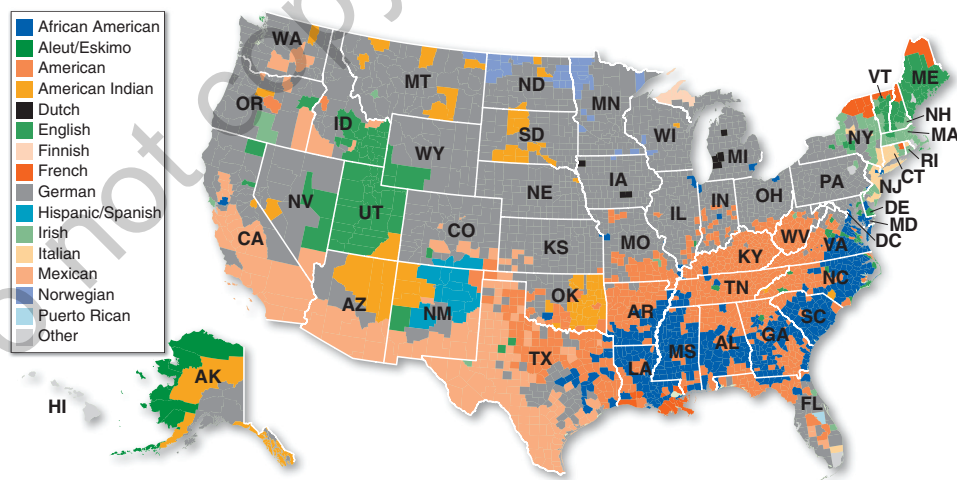 African American
Aleut/Eskimo
American
American Indian
Dutch
English
Finnish
French
German
Hispanic/Spanish
Irish
Italian
Mexican
Norwegian
Puerto Rican
Other
WA
OR
CA
NV
ID
MT
WY
UT
AZ
CO
NM
ND
SD
NE
KS
OK
TX
MN
IA
MO
AR
LA
WI
IL
MI
IN
OH
KY
TN
MS
AL
GA
FL
SC
NC
VA
WV
PA
NY
VT
ME
NH
MA
RI
CT
NJ
DE
MD
DC
AK
HI
o not copy